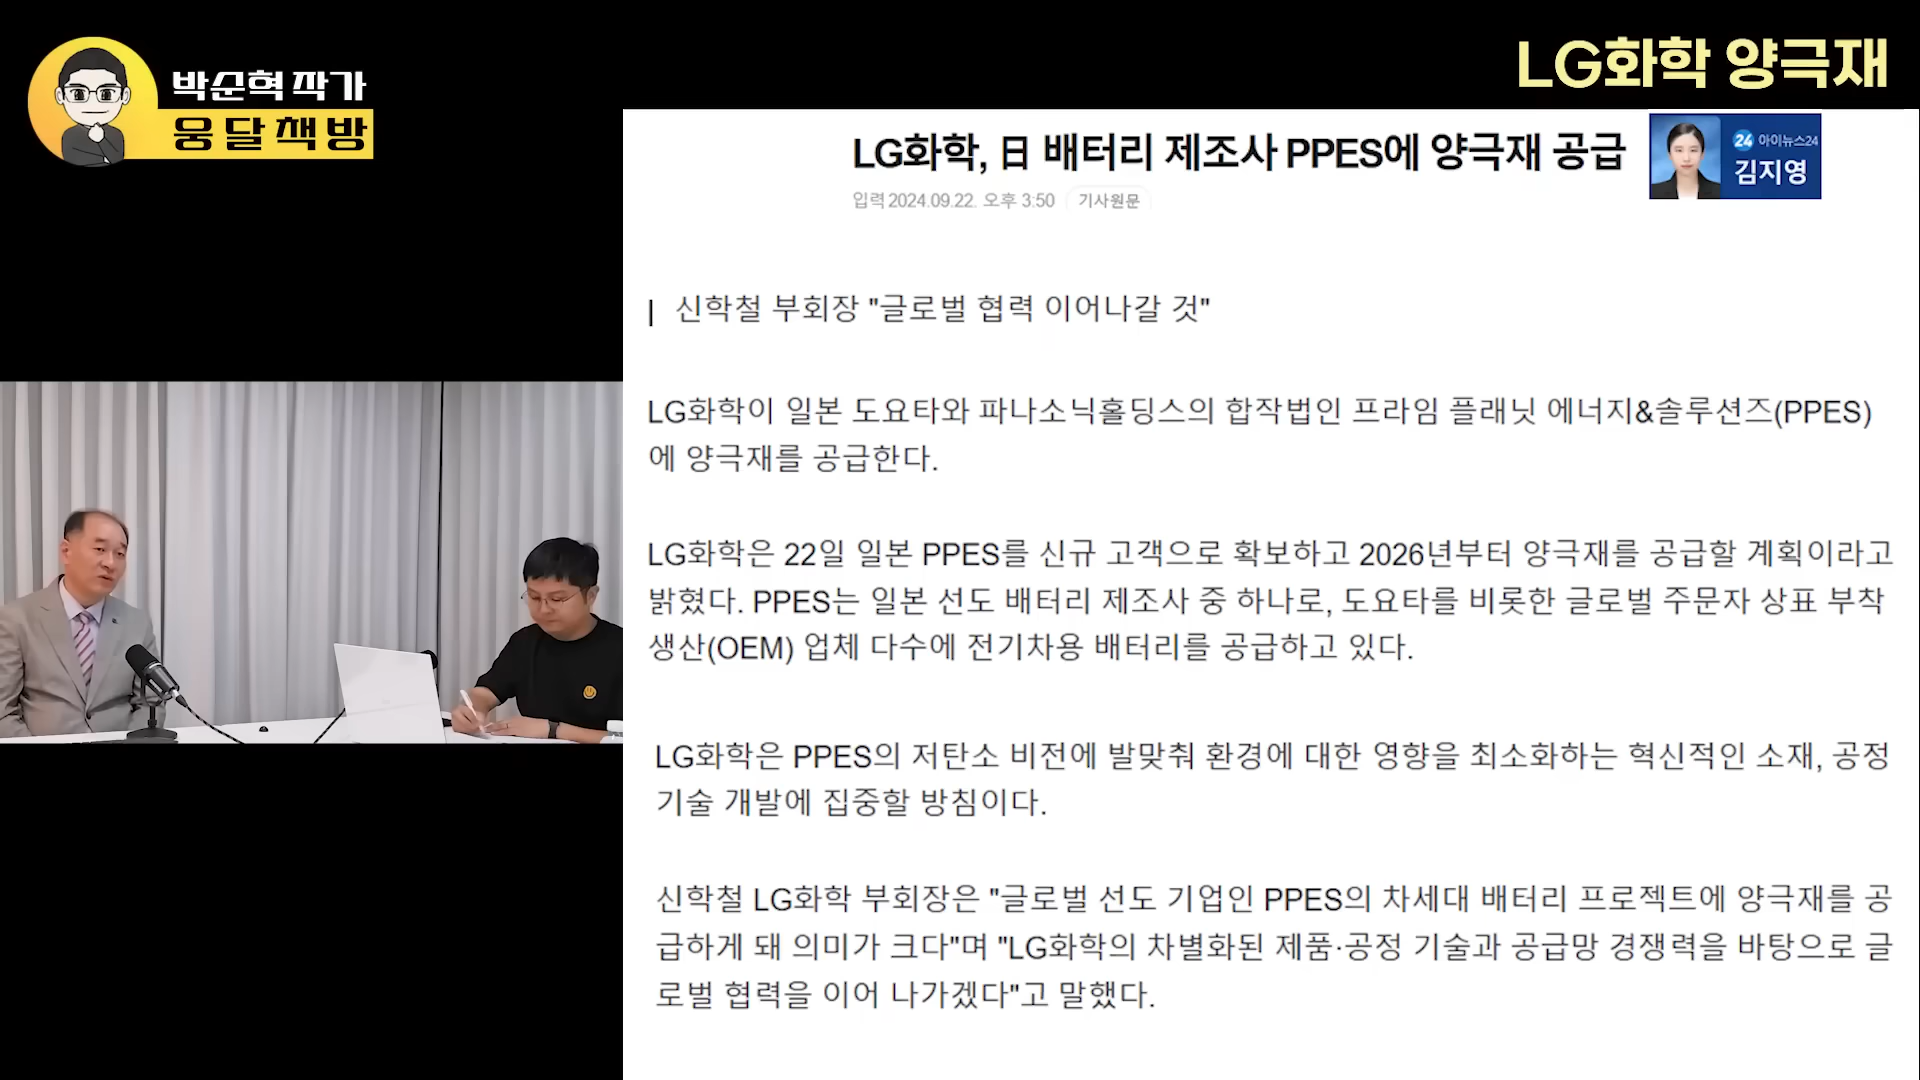 박순혁 작가
웅달책방
LG화학 양극재
LG화학, 日 배터리 제조사 PPES에 양극재 공급
24 아이뉴스24
김지영
입력 2024.09.22. 오후 3:50 기사원문
| 신학철 부회장 "글로벌 협력 이어나갈 것"
LG화학이 일본 도요타와 파나소닉홀딩스의 합작법인 프라임 플래닛 에너지&솔루션즈(PPES)
에 양극재를 공급한다.
LG화학은 22일 일본 PPES를 신규 고객으로 확보하고 2026년부터 양극재를 공급할 계획이라고
밝혔다. PPES는 일본 선도 배터리 제조사 중 하나로, 도요타를 비롯한 글로벌 주문자 상표 부착
생산(OEM) 업체 다수에 전기차용 배터리를 공급하고 있다.
LG화학은 PPES의 저탄소 비전에 발맞춰 환경에 대한 영향을 최소화하는 혁신적인 소재, 공정
기술 개발에 집중할 방침이다.
신학철 LG화학 부회장은 "글로벌 선도 기업인 PPES의 차세대 배터리 프로젝트에 양극재를 공
급하게 돼 의미가 크다"며 "LG화학의 차별화된 제품·공정 기술과 공급망 경쟁력을 바탕으로 글
로벌 협력을 이어 나가겠다"고 말했다.